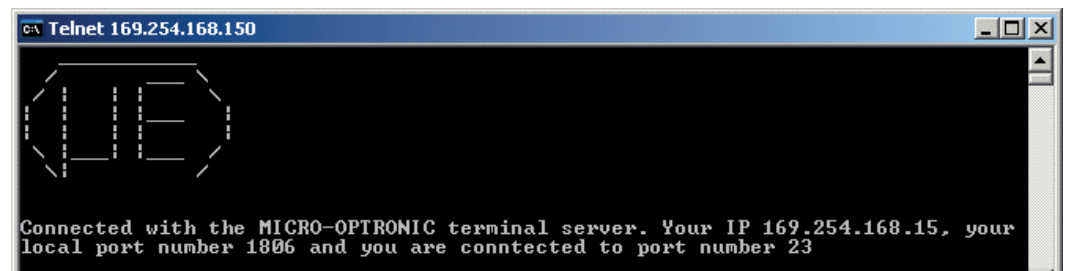 Telnet 169.254.168.150
µE
Connected with the MICRO-OPTRONIC terminal server. Your IP 169.254.168.15, your
local port number 1806 and you are conntected to port number 23